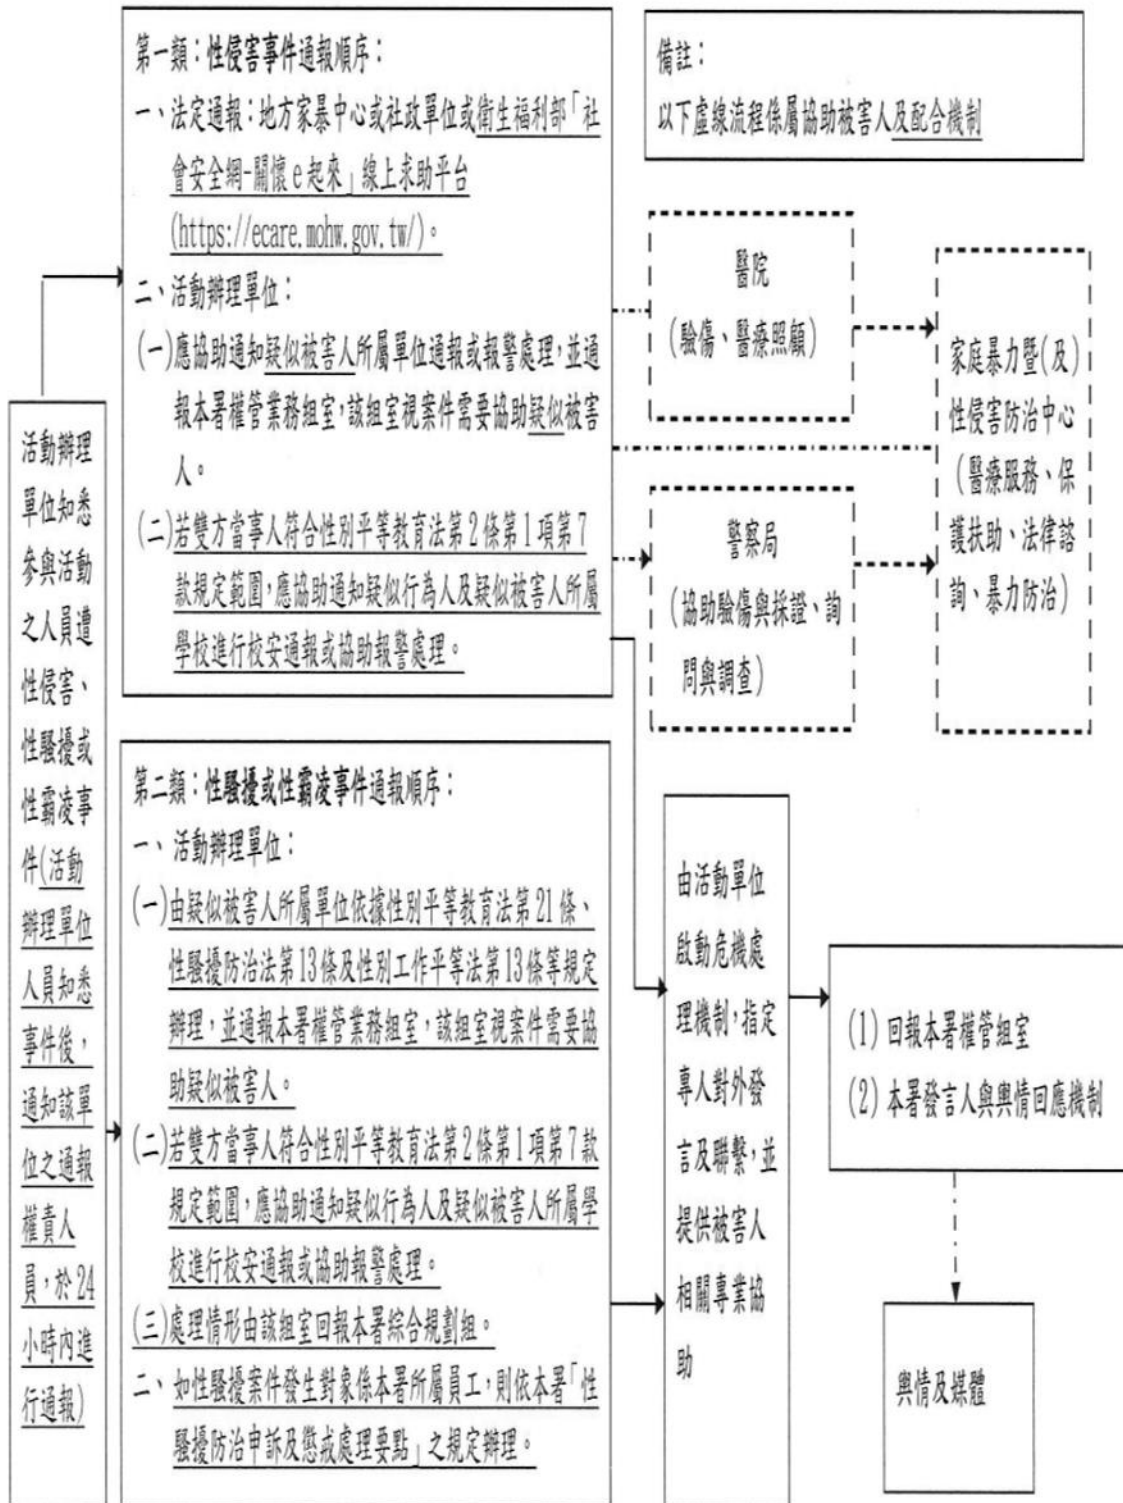 活動辦理
單位知悉
參與活動
之人員遭
性侵害、
性騷擾或
性霸凌事
件(活動
辦理單位
人員知悉
事件後，
通知該單
位之通報
權責人
員，於24
小時內進
行通報)
第一類：性侵害事件通報順序：
一、法定通報：地方家暴中心或社政單位或衛生福利部「社
會安全網-關懷 e 起來」線上求助平台
(https://ecare.mohw.gov.tw/)。
二、活動辦理單位：
(一)應協助通知疑似被害人所屬單位通報或報警處理，並通
報本署權管業務組室，該組室視案件需要協助疑似被害
人。
(二)若雙方當事人符合性別平等教育法第 2 條第 1 項第 7
款規定範圍，應協助通知疑似行為人及疑似被害人所屬
學校進行校安通報或協助報警處理。
第二類：性騷擾或性霸凌事件通報順序：
一、活動辦理單位：
(一)由疑似被害人所屬單位依據性別平等教育法第 21 條、
性騷擾防治法第 13 條及性別工作平等法第 13 條等規定
辦理，並通報本署權管業務組室，該組室視案件需要協
助疑似被害人。
(二)若雙方當事人符合性別平等教育法第 2 條第 1 項第 7 款
規定範圍，應協助通知疑似行為人及疑似被害人所屬學
校進行校安通報或協助報警處理。
(三)處理情形由該組室回報本署綜合規劃組。
二、如性騷擾案件發生對象係本署所屬員工，則依本署「性
騷擾防治申訴及懲戒處理要點」之規定辦理。
備註：
以下虛線流程係屬協助被害人及配合機制
醫院
(驗傷、醫療照顧)
警察局
(協助驗傷與採證、詢
問與調查)
家庭暴力暨(及)
性侵害防治中心
(醫療服務、保
護扶助、法律諮
詢、暴力防治)
由活動單位
啟動危機處
理機制，指定
專人對外發
言及聯繫，並
提供被害人
相關專業協
助
(1) 回報本署權管組室
(2) 本署發言人與輿情回應機制
輿情及媒體